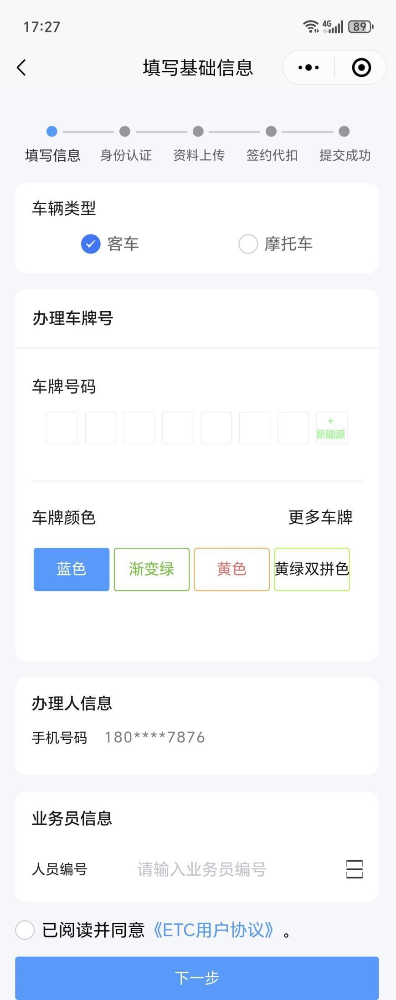 17:27
4G 89
填写基础信息
填写信息 身份认证 资料上传 签约代扣 提交成功
车辆类型
客车 摩托车
办理车牌号
车牌号码
+
新能源
车牌颜色 更多车牌
蓝色 渐变绿 黄色 黄绿双拼色
办理人信息
手机号码 180****7876
业务员信息
人员编号 请输入业务员编号
已阅读并同意《ETC用户协议》。
下一步